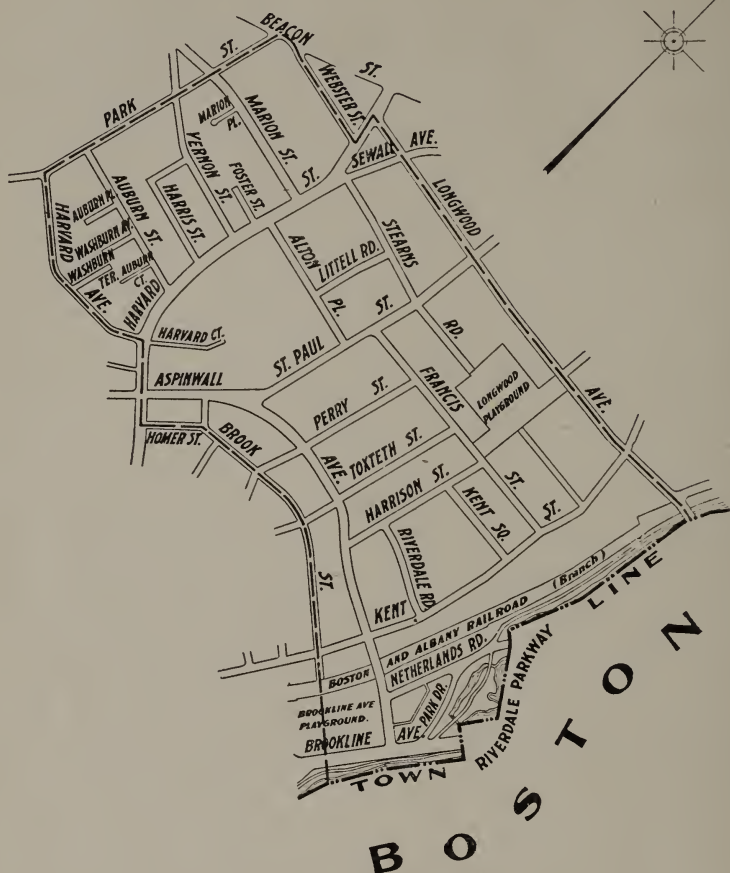 BEACON
ST.
PARK
WEBSTER ST.
ST.
MARION
PL.
MARION ST.
VERNON ST.
FOSTER ST.
ST.
SEWALL
AVE.
HARRIS ST.
AUBURN ST.
AUBURN PL.
WASHBURN AV.
WASHBURN
TER.
AUBURN
CT.
HARVARD
AVE.
HARVARD
LONGWOOD
STEARNS
ALTON
LITTELL RD.
PL.
ST.
RD.
HARVARD CT.
ST. PAUL
ASPINWALL
PERRY ST.
FRANCIS
LONGWOOD
PLAYGROUND
AVE.
HOMER ST.
BROOK
AVE.
TOXTETH ST.
HARRISON ST.
KENT SQ.
ST.
ST.
RIVERDALE RD.
ST.
KENT
(Branch)
LINE
BOSTON AND ALBANY RAILROAD
NETHERLANDS RD.
BROOKLINE AVE
PLAYGROUND.
PARK DR.
BROOKLINE AVE.
RIVERDALE PARKWAY
TOWN
BOSTON